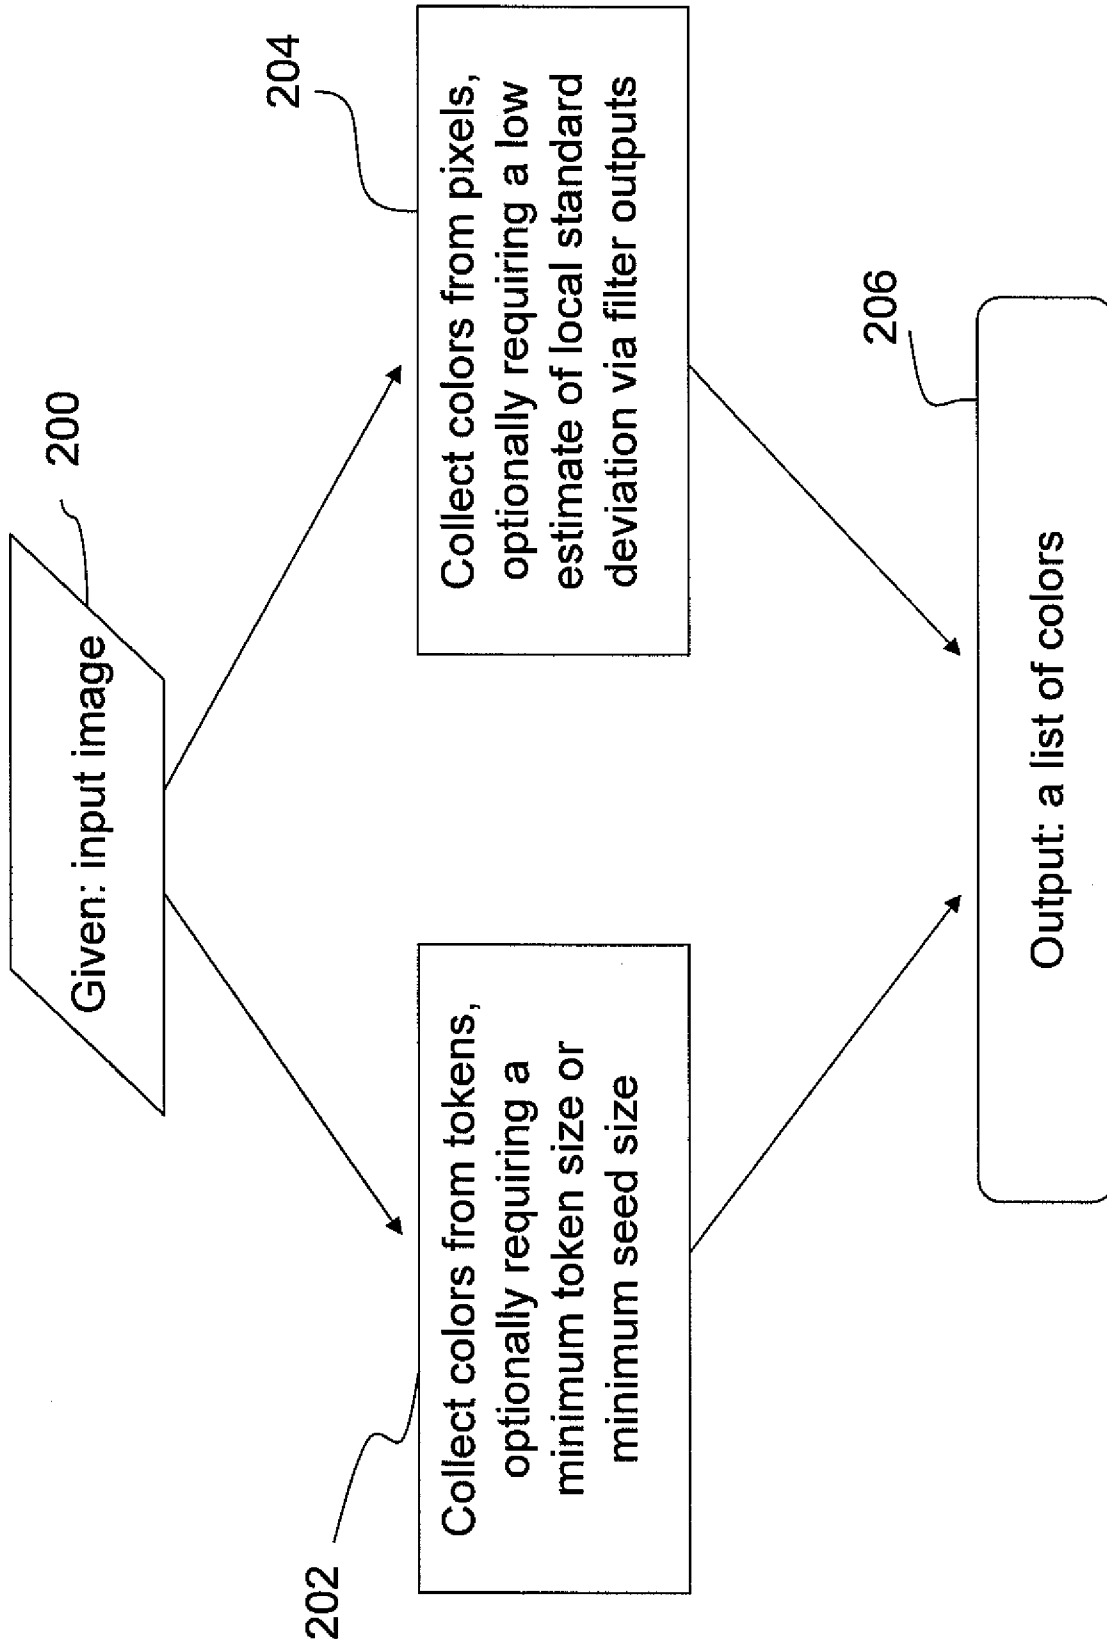 200
Given: input image
202
Collect colors from tokens,
optionally requiring a
minimum token size or
minimum seed size
204
Collect colors from pixels,
optionally requiring a low
estimate of local standard
deviation via filter outputs
206
Output: a list of colors